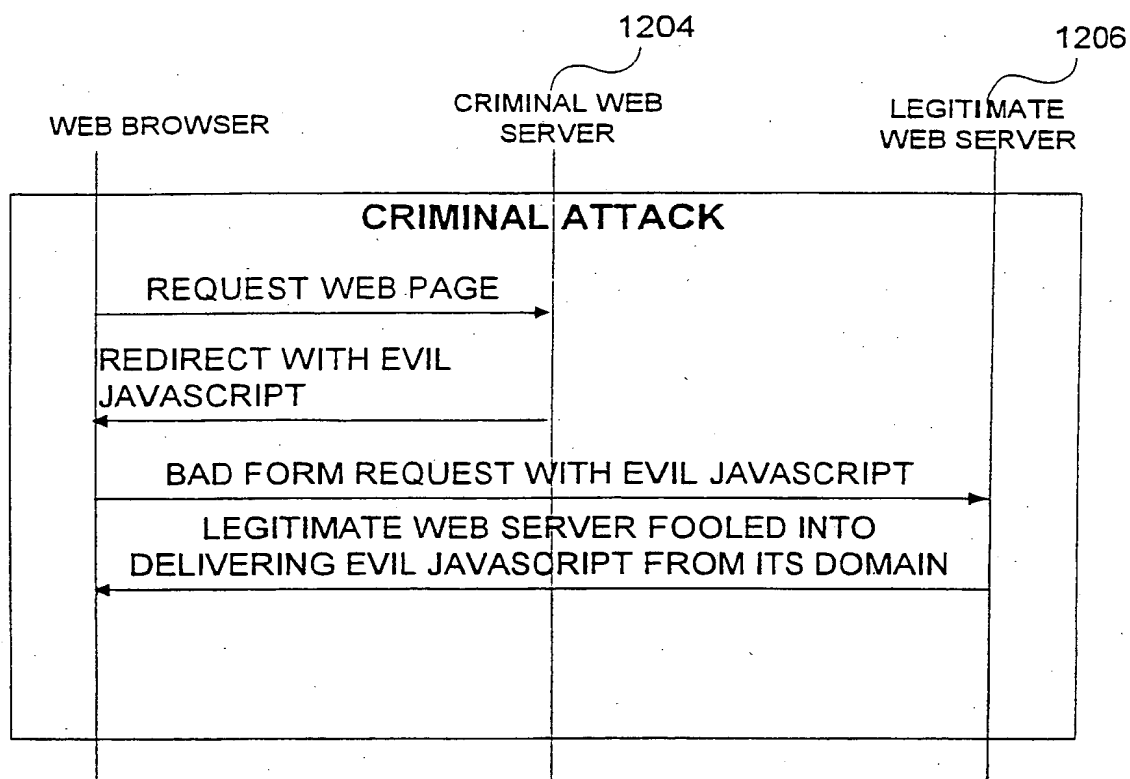 1204
1206
WEB BROWSER
CRIMINAL WEB
SERVER
LEGITIMATE
WEB SERVER
CRIMINAL ATTACK
REQUEST WEB PAGE
REDIRECT WITH EVIL
JAVASCRIPT
BAD FORM REQUEST WITH EVIL JAVASCRIPT
LEGITIMATE WEB SERVER FOOLED INTO
DELIVERING EVIL JAVASCRIPT FROM ITS DOMAIN